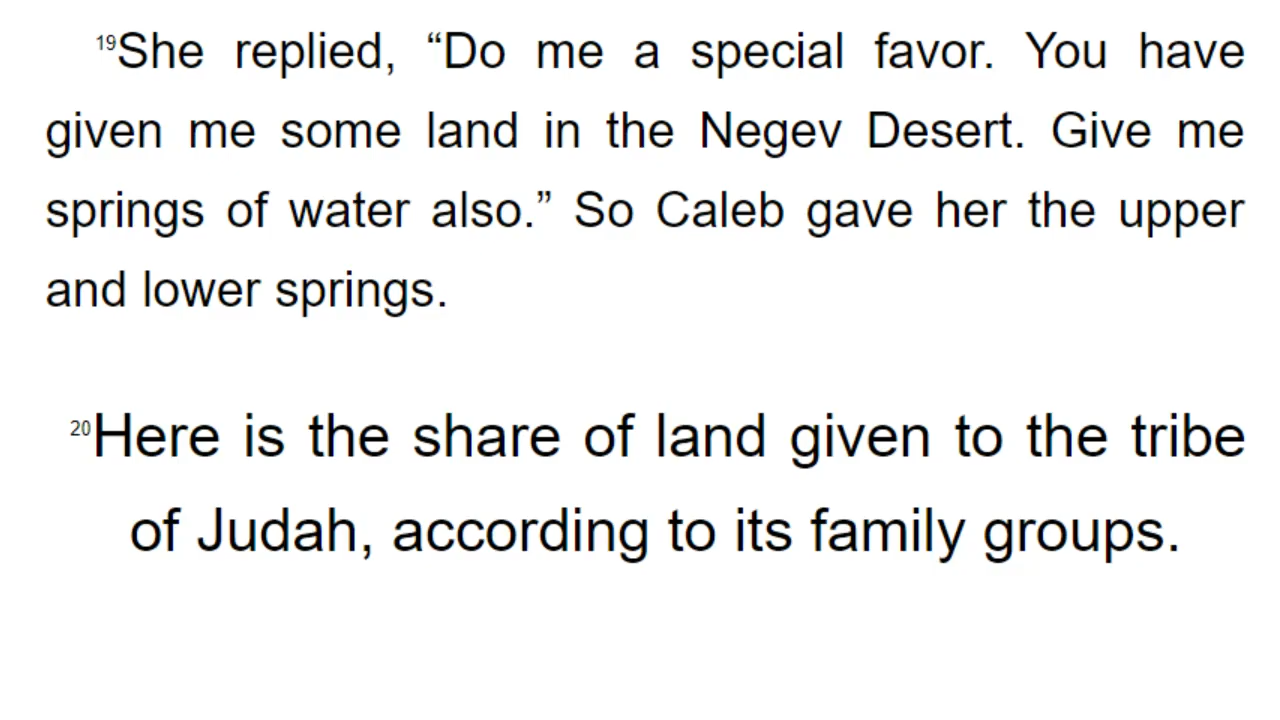 19She replied, “Do me a special favor. You have
given me some land in the Negev Desert. Give me
springs of water also.” So Caleb gave her the upper
and lower springs.
20Here is the share of land given to the tribe
of Judah, according to its family groups.